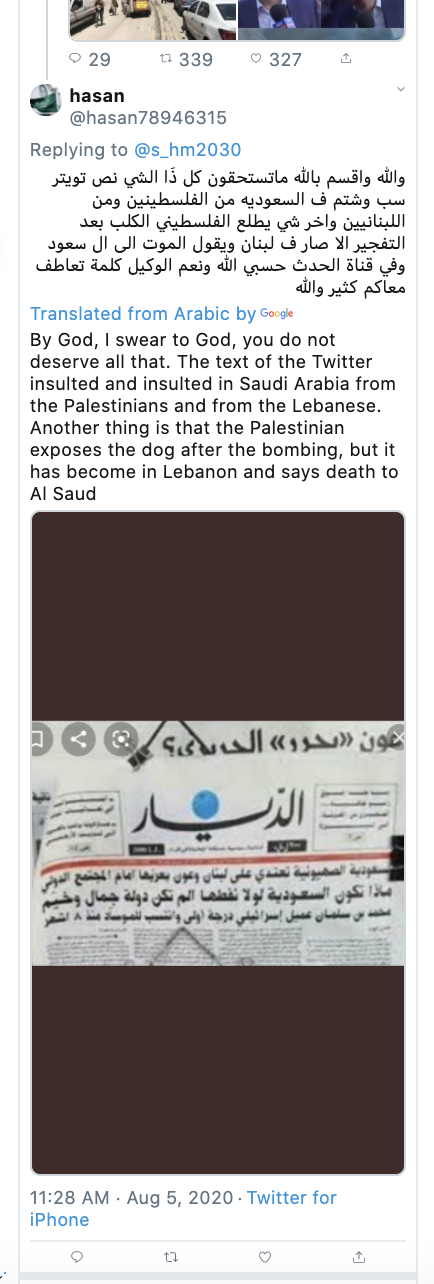 29 339 327
hasan
@hasan78946315
Replying to @s_hm2030
والله واقسم بالله ماتستحقون كل ذَا الشي نص تويتر
سب وشتم ف السعوديه من الفلسطينين ومن
اللبنانيين واخر شي يطلع الفلسطيني الكلب بعد
التفجير الا صار ف لبنان ويقول الموت الى ال سعود
وفي قناة الحدث حسبي الله ونعم الوكيل كلمة تعاطف
معاكم كثير والله
Translated from Arabic by Google
By God, I swear to God, you do not
deserve all that. The text of the Twitter
insulted and insulted in Saudi Arabia from
the Palestinians and from the Lebanese.
Another thing is that the Palestinian
exposes the dog after the bombing, but it
has become in Lebanon and says death to
Al Saud
عون «يحرر» الحريري؟
الديار
السعودية الصهيونية تعتدي على لبنان وعون يعريها امام المجتمع الدولي
ماذا تكون السعودية لولا نفطها الم تكن دولة جمال وخيم
محمد بن سلمان عميل إسرائيلي درجة أولى وانتسب للموساد منذ ٨ اشهر
11:28 AM · Aug 5, 2020 · Twitter for
iPhone